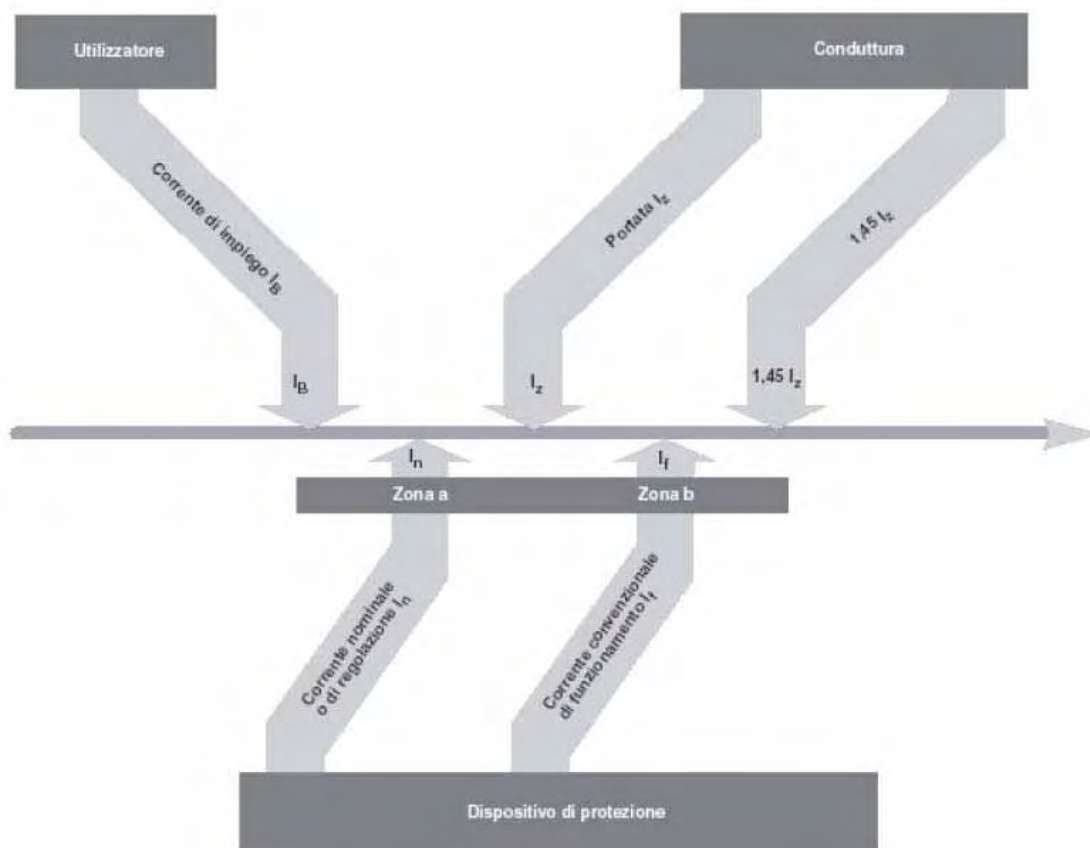 Utilizzatore
Conduttura
Corrente di impiego I_B
Portata I_z
1,45 I_z
I_B
I_z
1,45 I_z
I_n
I_f
Zona a
Zona b
Corrente nominale
o di regolazione I_n
Corrente convenzionale
di funzionamento I_f
Dispositivo di protezione